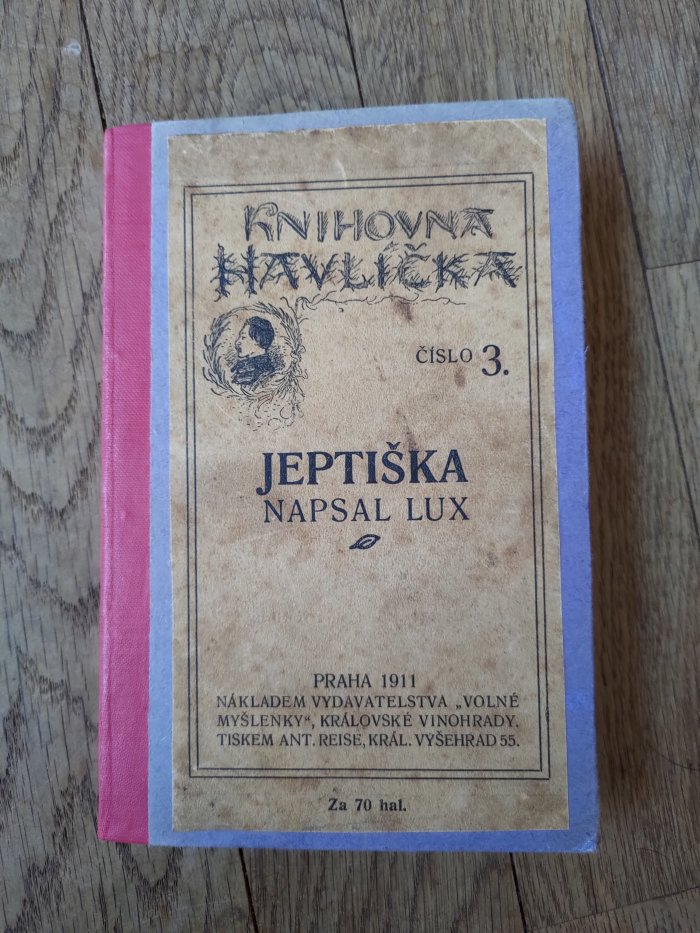 KNIHOVNA
HAVLÍČKA
ČÍSLO 3.
JEPTIŠKA
NAPSAL LUX
PRAHA 1911
NÁKLADEM VYDAVATELSTVA „VOLNÉ
MYŠLENKY“, KRÁLOVSKÉ VINOHRADY.
TISKEM ANT. REISE, KRÁL. VYŠEHRAD 55.
Za 70 hal.